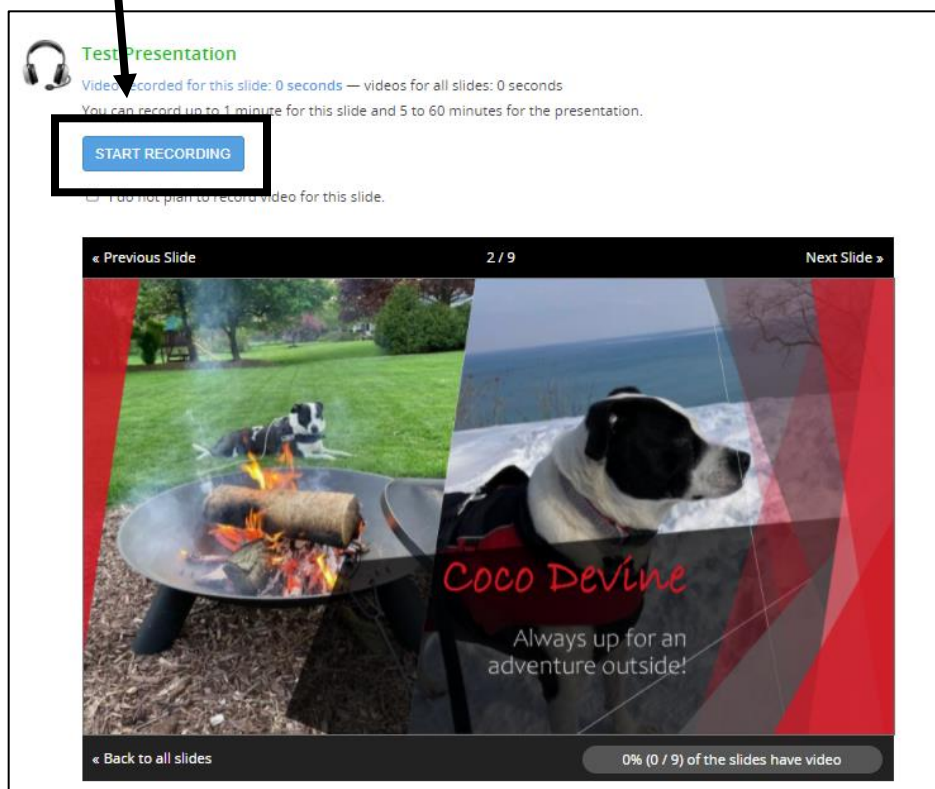 Test Presentation
Video recorded for this slide: 0 seconds — videos for all slides: 0 seconds
You can record up to 1 minute for this slide and 5 to 60 minutes for the presentation.
START RECORDING
I do not plan to record video for this slide.
« Previous Slide 2 / 9 Next Slide »
Coco Devine
Always up for an
adventure outside!
« Back to all slides 0% (0 / 9) of the slides have video